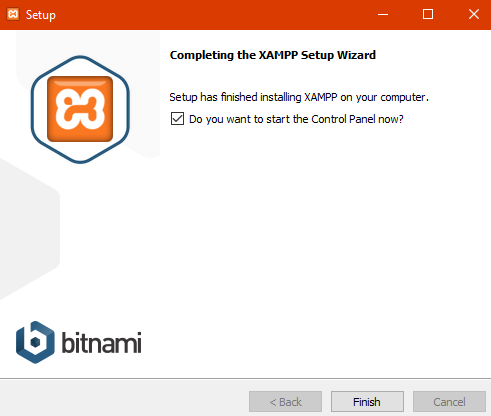 Setup
Completing the XAMPP Setup Wizard
Setup has finished installing XAMPP on your computer.
Do you want to start the Control Panel now?
bitnami
< Back
Finish
Cancel